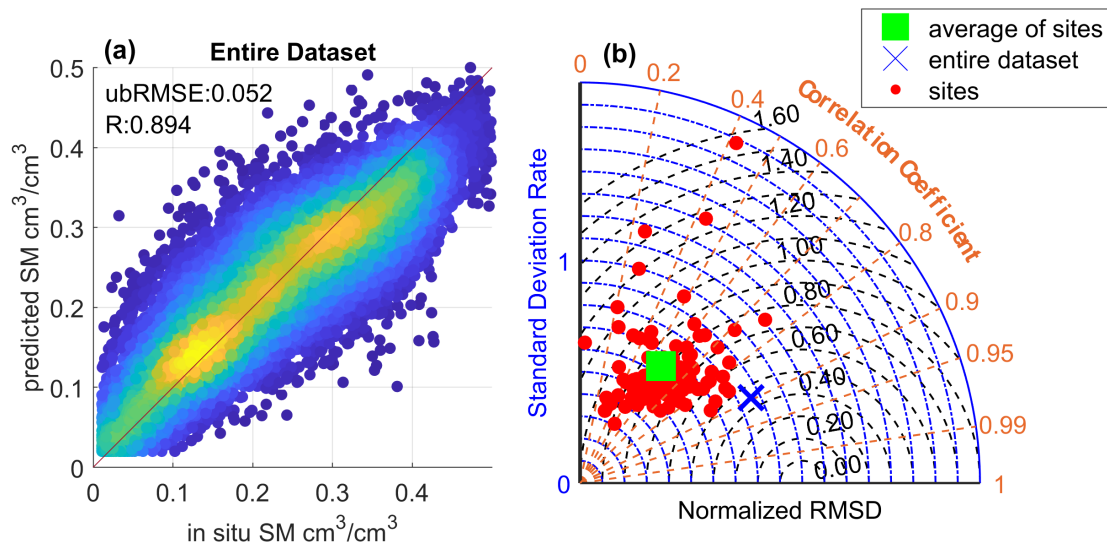 (a)
Entire Dataset
ubRMSE:0.052
R:0.894
0.5
0.4
0.3
0.2
0.1
0
predicted SM cm³/cm³
0
0.1
0.2
0.3
0.4
in situ SM cm³/cm³
(b)
average of sites
entire dataset
sites
0
0.2
0.4
0.6
0.8
0.9
0.95
0.99
1
Correlation Coefficient
1.60
1.40
1.20
1.00
0.80
0.60
0.40
0.20
0.00
Standard Deviation Rate
1
0
Normalized RMSD